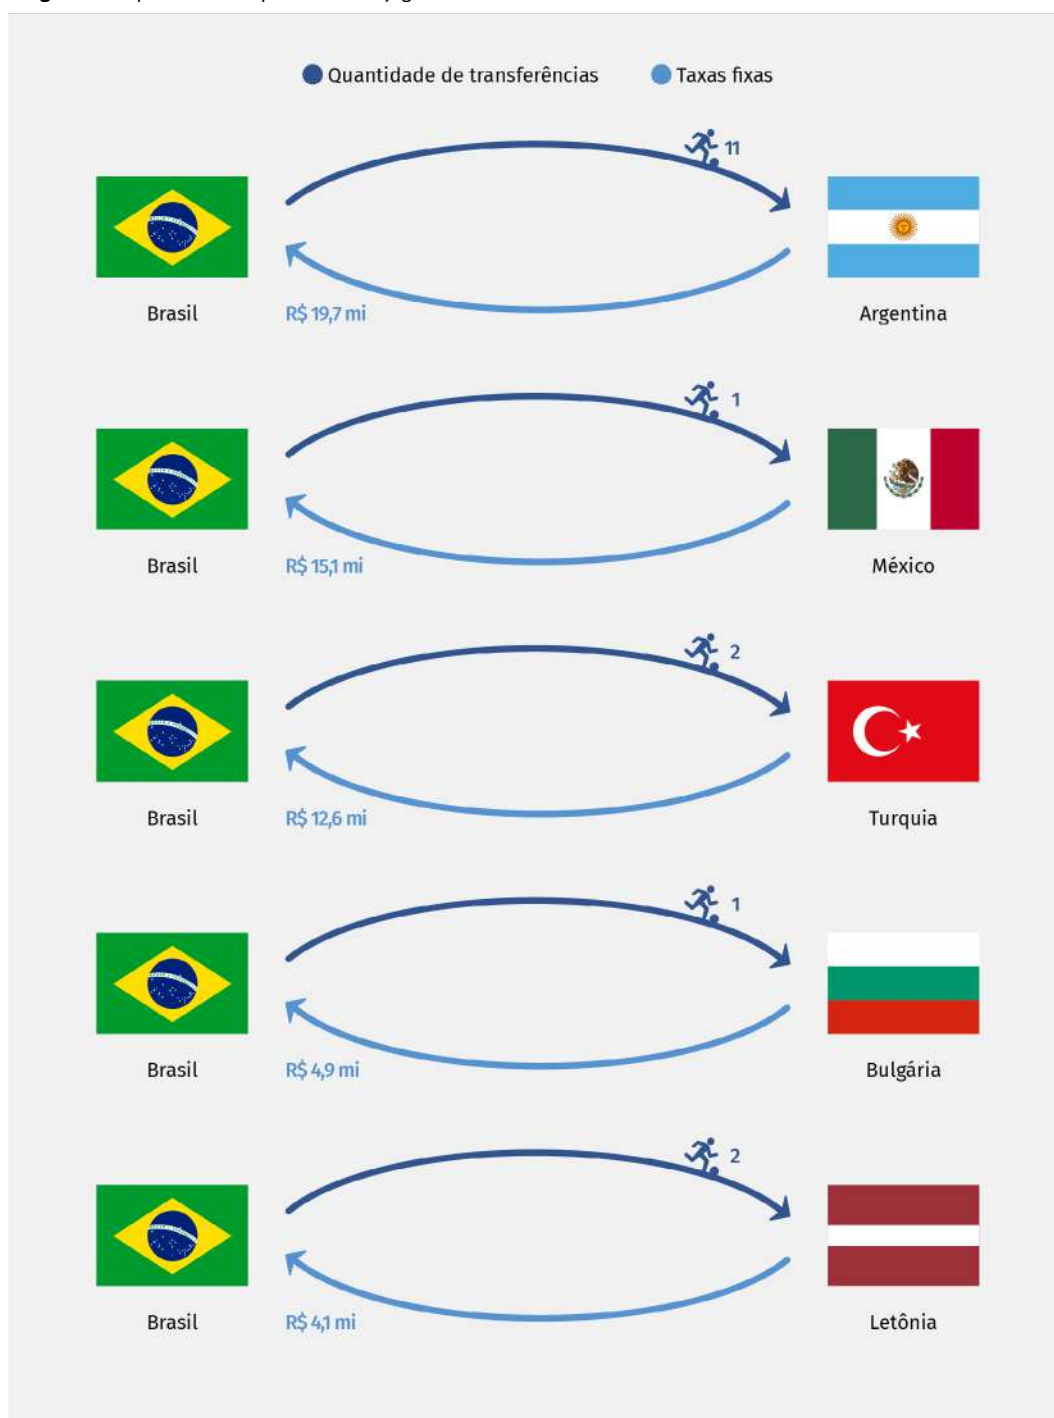 Quantidade de transferências Taxas fixas
11
Brasil R$ 19,7 mi Argentina
1
Brasil R$ 15,1 mi México
2
Brasil R$ 12,6 mi Turquia
1
Brasil R$ 4,9 mi Bulgária
2
Brasil R$ 4,1 mi Letônia